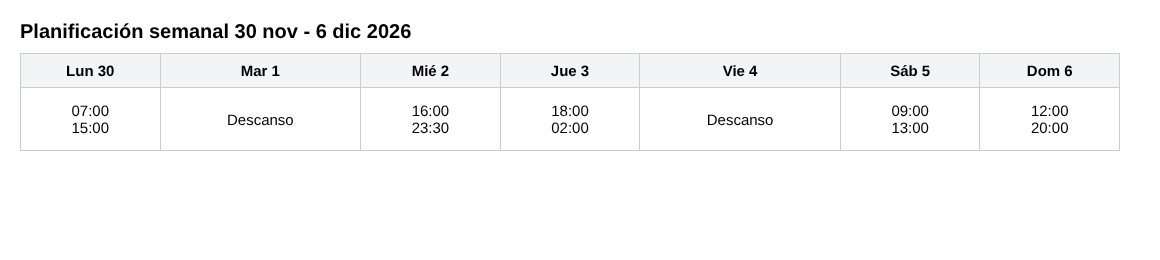 Planificación semanal 30 nov - 6 dic 2026
Lun 30 Mar 1 Mié 2 Jue 3 Vie 4 Sáb 5 Dom 6
07:00 16:00 18:00 09:00 12:00
Descanso Descanso
15:00 23:30 02:00 13:00 20:00